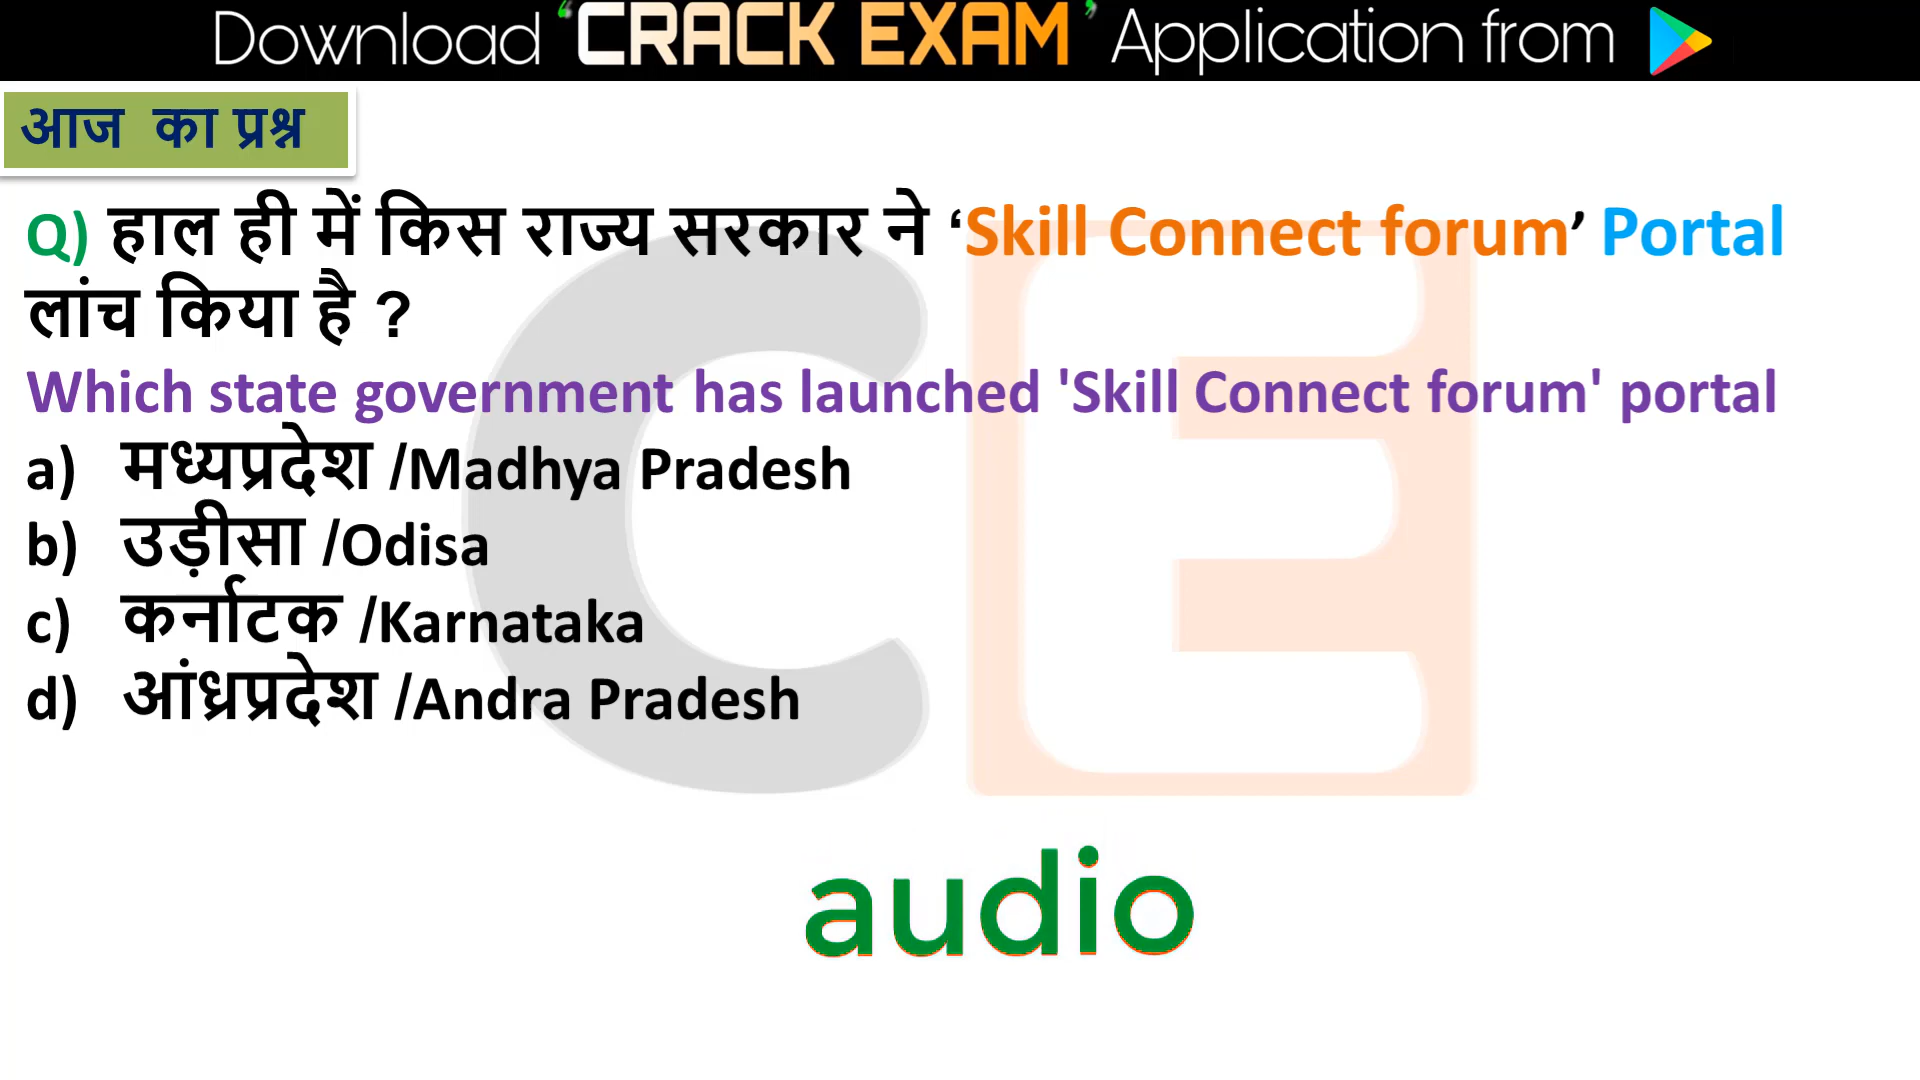 Download ‘CRACK EXAM’ Application from
आज का प्रश्न
Q) हाल ही में किस राज्य सरकार ने ‘Skill Connect forum’ Portal
लांच किया है ?
Which state government has launched 'Skill Connect forum' portal
a) मध्यप्रदेश /Madhya Pradesh
b) उड़ीसा /Odisa
c) कर्नाटक /Karnataka
d) आंध्रप्रदेश /Andra Pradesh
CE
audio